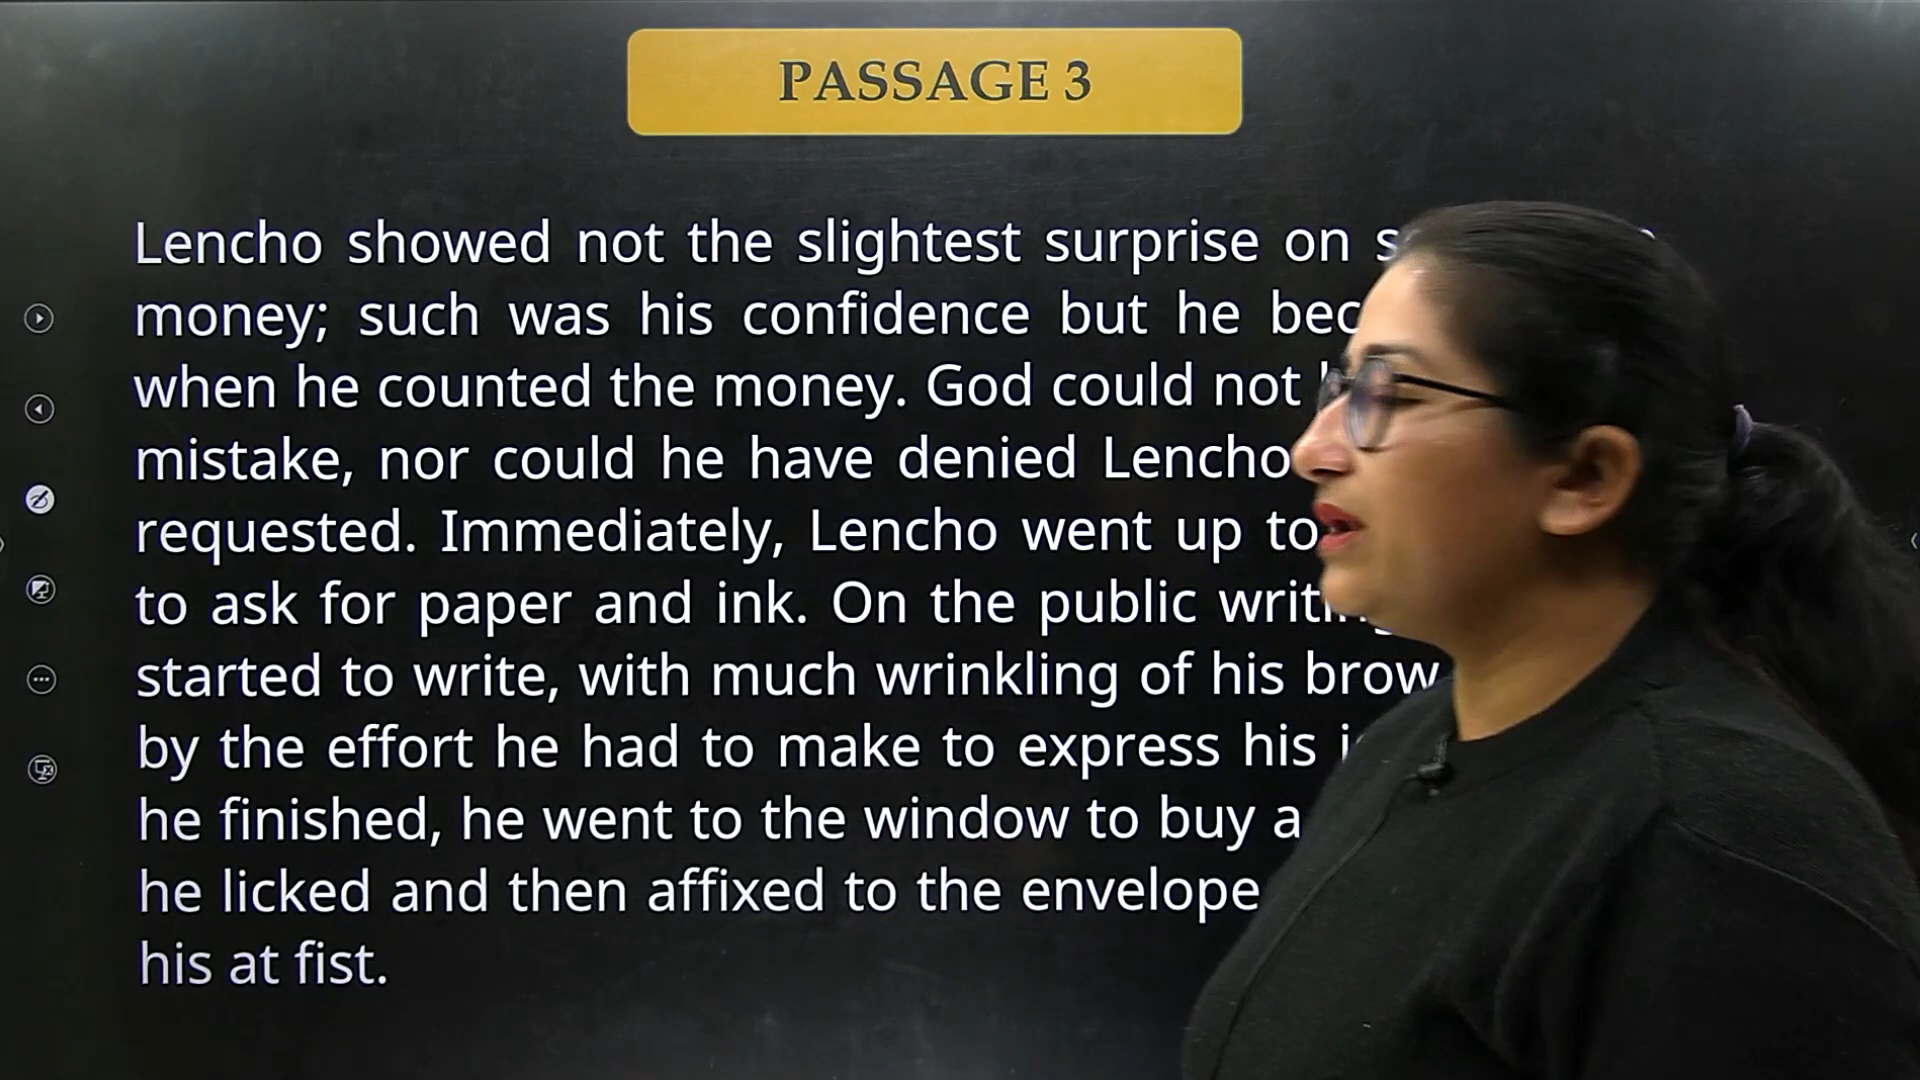 PASSAGE 3
Lencho showed not the slightest surprise on
money; such was his confidence but he
when he counted the money. God could not
mistake, nor could he have denied Lencho
requested. Immediately, Lencho went up to
to ask for paper and ink. On the public
started to write, with much wrinkling of his brow
by the effort he had to make to express his
he finished, he went to the window to buy a
he licked and then affixed to the envelope
his at fist.